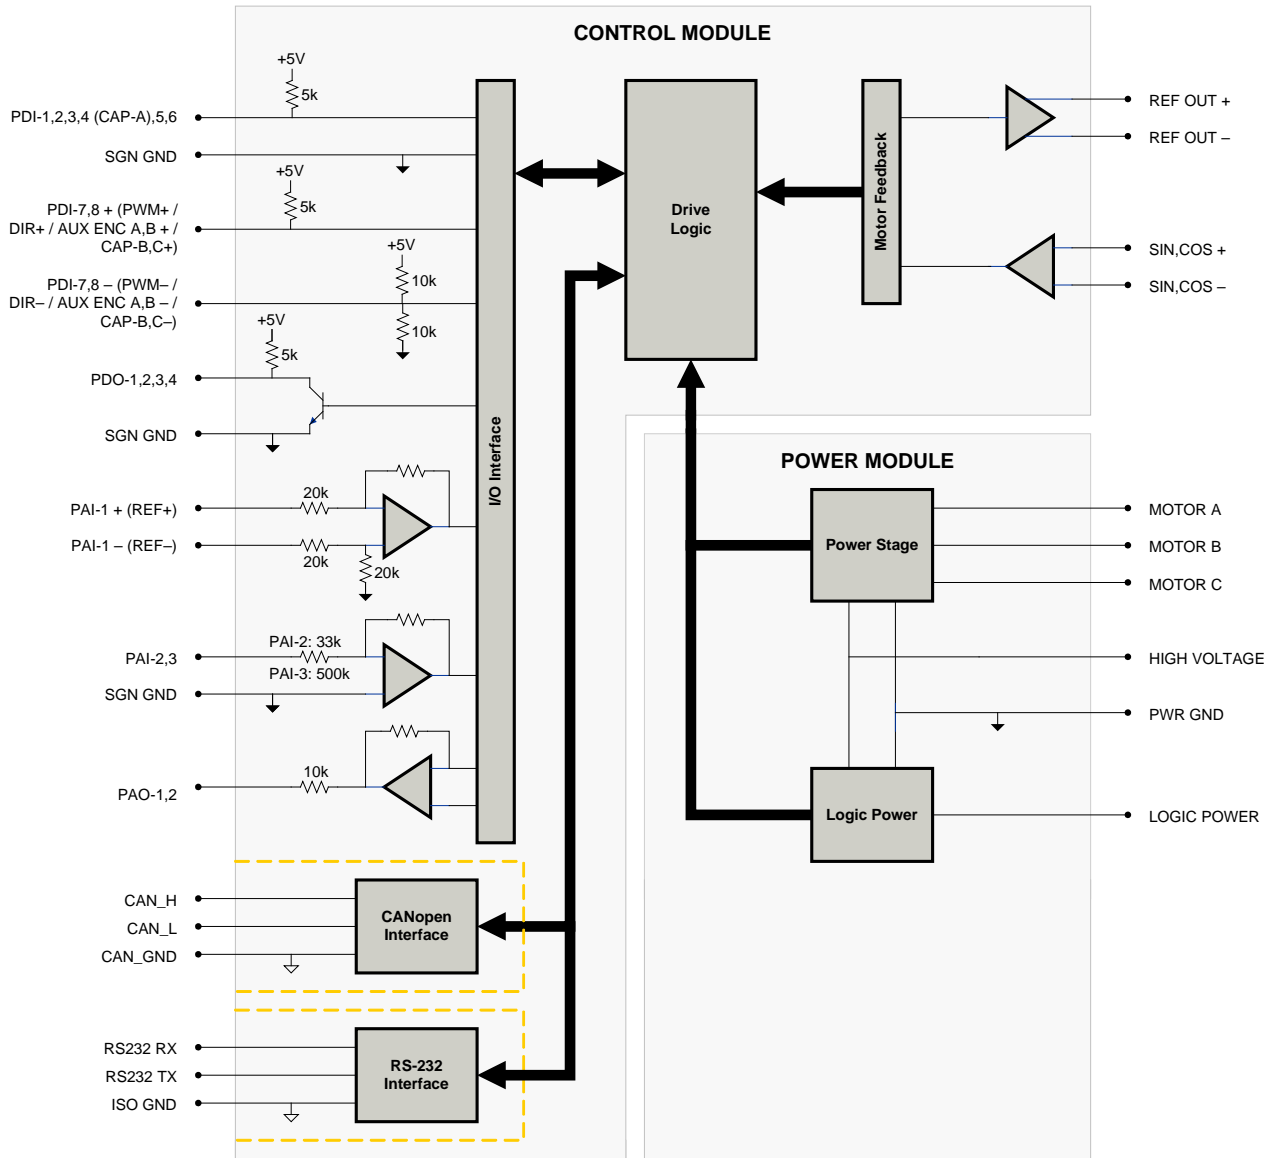 CONTROL MODULE
+5V
5k
PDI-1,2,3,4 (CAP-A),5,6
SGN GND
+5V
5k
PDI-7,8 + (PWM+ /
DIR+ / AUX ENC A,B + /
CAP-B,C+)
+5V
10k
PDI-7,8 – (PWM– /
DIR– / AUX ENC A,B – /
CAP-B,C–)
10k
+5V
5k
PDO-1,2,3,4
SGN GND
20k
PAI-1 + (REF+)
PAI-1 – (REF–)
20k
20k
PAI-2: 33k
PAI-2,3
PAI-3: 500k
SGN GND
10k
PAO-1,2
I/O Interface
Drive
Logic
Motor Feedback
REF OUT +
REF OUT –
SIN,COS +
SIN,COS –
POWER MODULE
Power Stage
MOTOR A
MOTOR B
MOTOR C
HIGH VOLTAGE
PWR GND
Logic Power
LOGIC POWER
CAN_H
CAN_L
CAN_GND
CANopen
Interface
RS232 RX
RS232 TX
ISO GND
RS-232
Interface